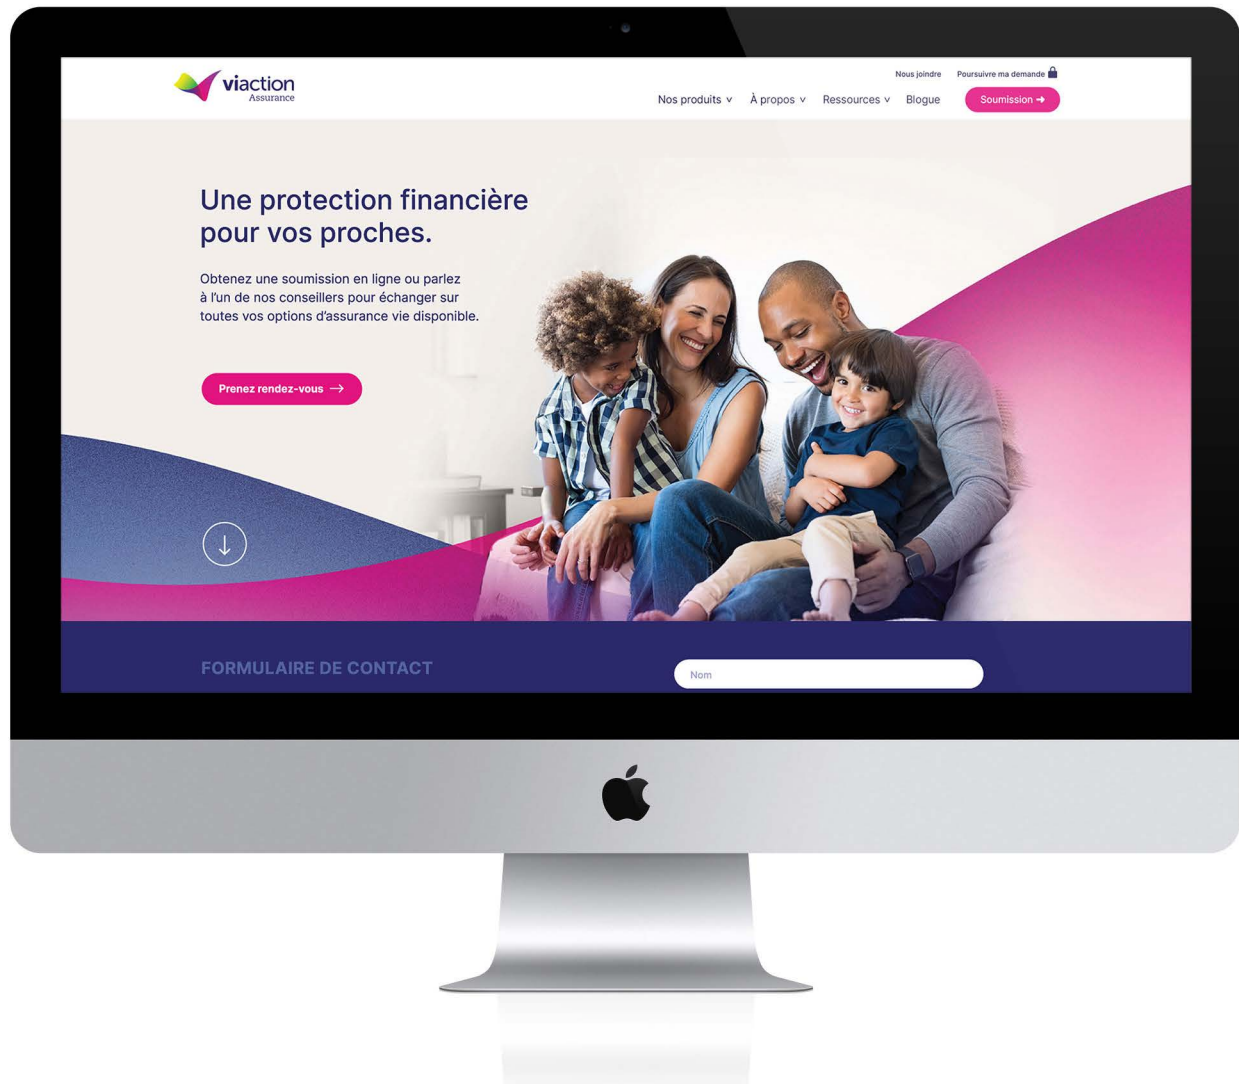 viaction
Assurance
Nous joindre
Poursuivre ma demande
Nos produits
À propos
Ressources
Blogue
Soumission
Une protection financière
pour vos proches.
Obtenez une soumission en ligne ou parlez
à l'un de nos conseillers pour échanger sur
toutes vos options d'assurance vie disponible.
Prenez rendez-vous
FORMULAIRE DE CONTACT
Nom